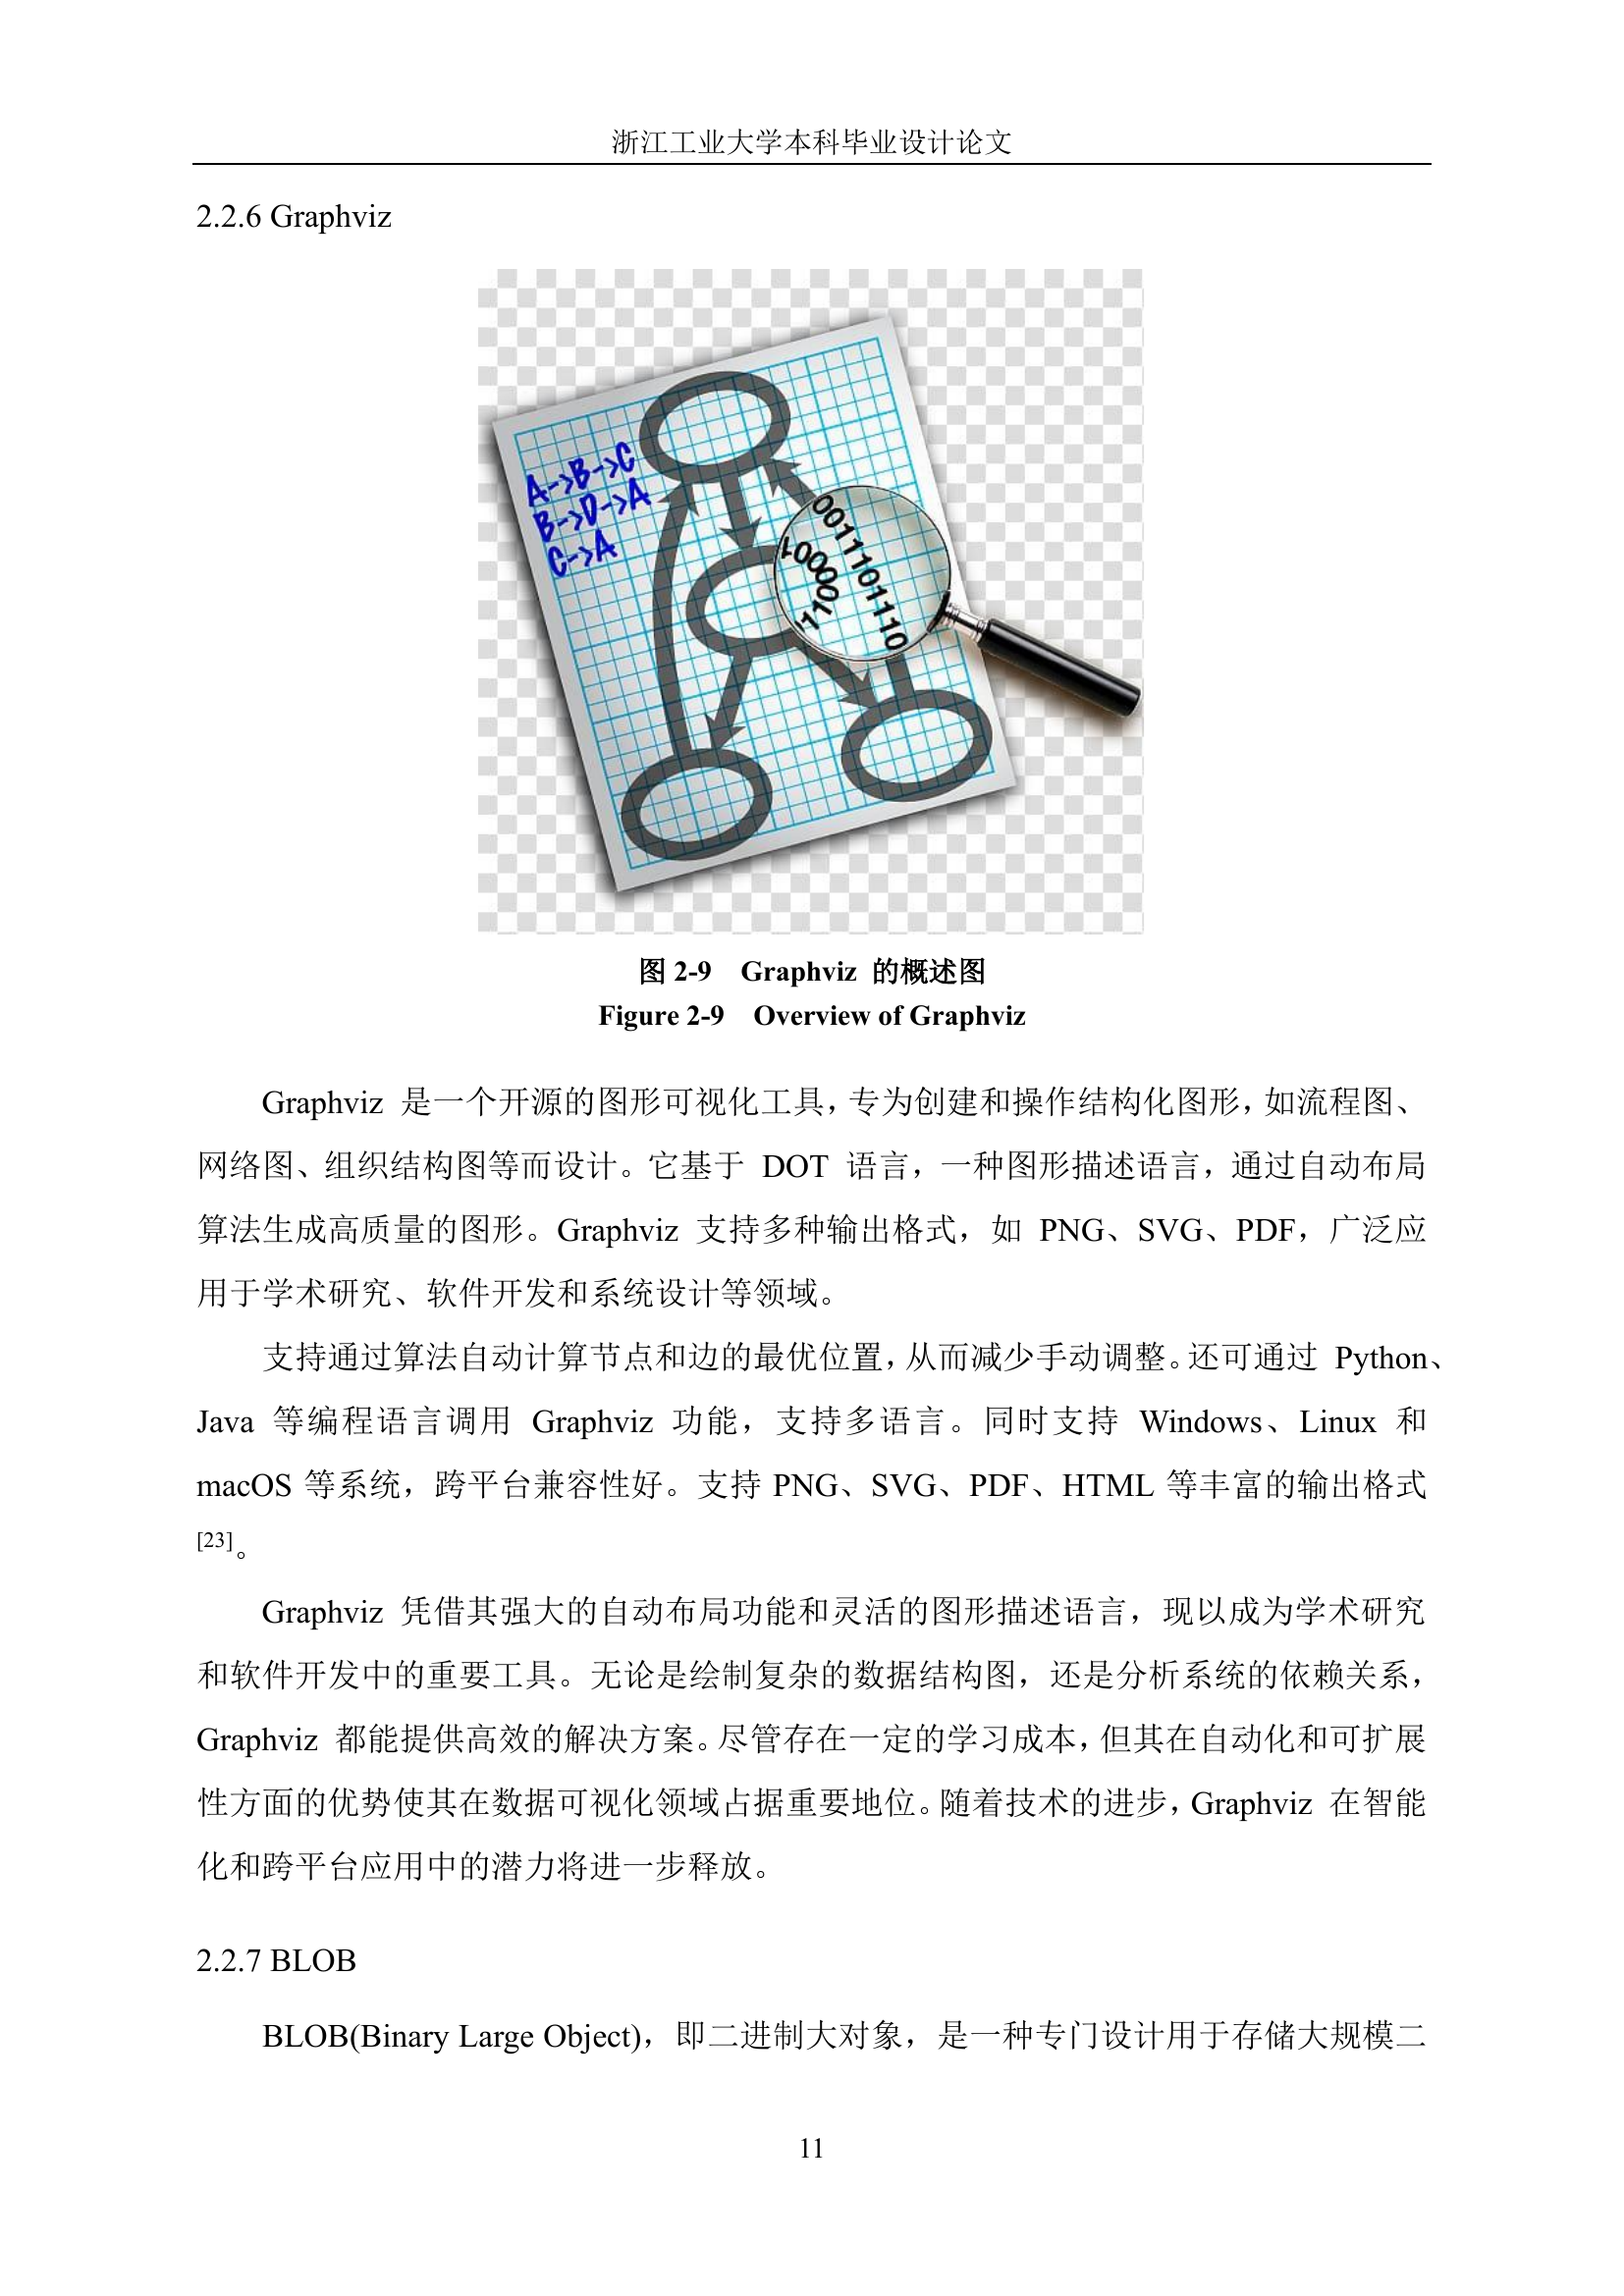 浙江工业大学本科毕业设计论文
2.2.6 Graphviz
A->B->C
B->D->A
C->A
0011101110
10000
110
图 2-9 Graphviz 的概述图
Figure 2-9 Overview of Graphviz
Graphviz 是一个开源的图形可视化工具，专为创建和操作结构化图形，如流程图、
网络图、组织结构图等而设计。它基于 DOT 语言，一种图形描述语言，通过自动布局
算法生成高质量的图形。Graphviz 支持多种输出格式，如 PNG、SVG、PDF，广泛应
用于学术研究、软件开发和系统设计等领域。
支持通过算法自动计算节点和边的最优位置，从而减少手动调整。还可通过 Python、
Java 等编程语言调用 Graphviz 功能，支持多语言。同时支持 Windows、Linux 和
macOS 等系统，跨平台兼容性好。支持 PNG、SVG、PDF、HTML 等丰富的输出格式
[23]。
Graphviz 凭借其强大的自动布局功能和灵活的图形描述语言，现以成为学术研究
和软件开发中的重要工具。无论是绘制复杂的数据结构图，还是分析系统的依赖关系，
Graphviz 都能提供高效的解决方案。尽管存在一定的学习成本，但其在自动化和可扩展
性方面的优势使其在数据可视化领域占据重要地位。随着技术的进步，Graphviz 在智能
化和跨平台应用中的潜力将进一步释放。
2.2.7 BLOB
BLOB(Binary Large Object)，即二进制大对象，是一种专门设计用于存储大规模二
11